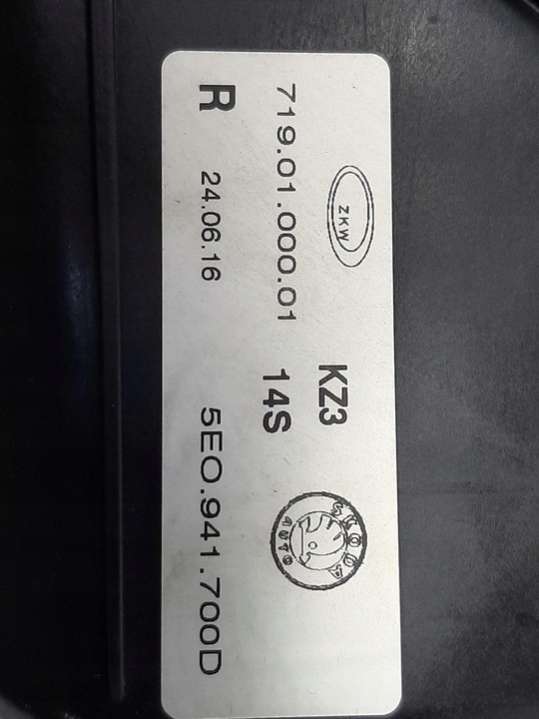 ZKW
KZ3
ŠKODA
AUTO
719.01.000.01
14S
R
24.06.16
5E0.941.700D